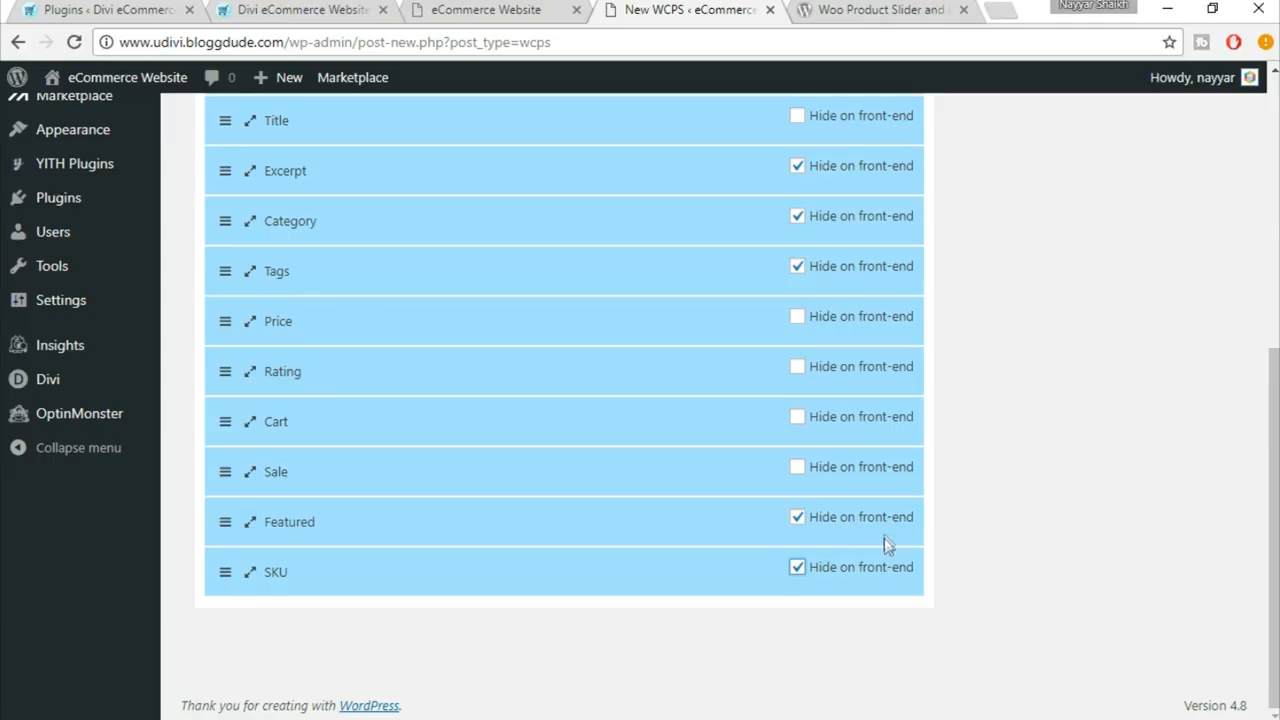 Nayyar Shaikh
Plugins ‹ Divi eCommerc
Divi eCommerce Website
eCommerce Website
New WCPS ‹ eCommerce
Woo Product Slider and
www.udivi.bloggdude.com/wp-admin/post-new.php?post_type=wcps
eCommerce Website 0 New Marketplace Howdy, nayyar
Marketplace
Appearance
YITH Plugins
Plugins
Users
Tools
Settings
Insights
Divi
OptinMonster
Collapse menu
Title Hide on front-end
Excerpt Hide on front-end
Category Hide on front-end
Tags Hide on front-end
Price Hide on front-end
Rating Hide on front-end
Cart Hide on front-end
Sale Hide on front-end
Featured Hide on front-end
SKU Hide on front-end
Thank you for creating with WordPress. Version 4.8